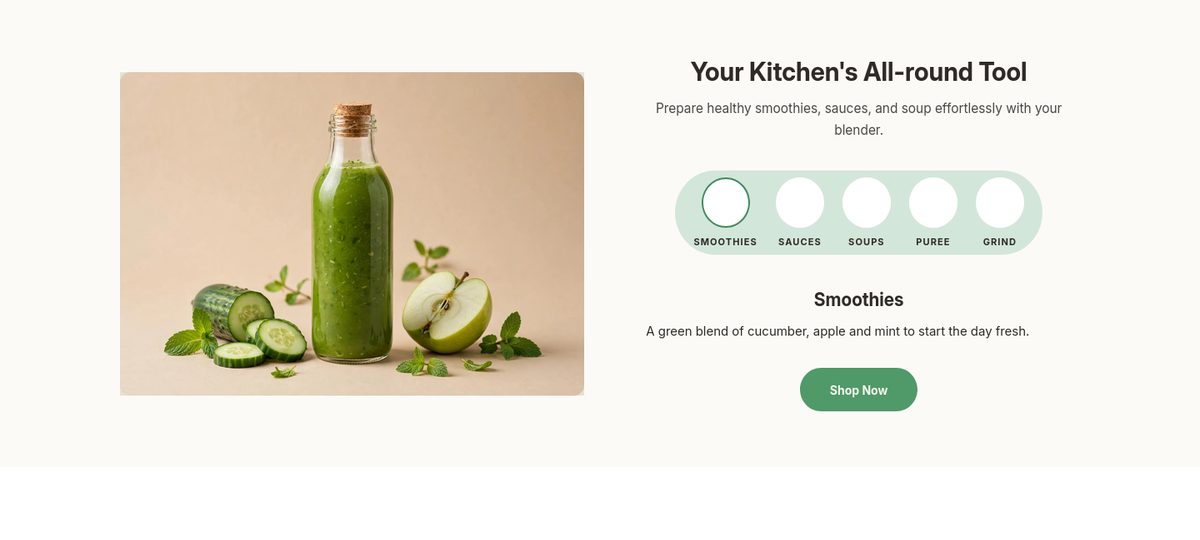 Your Kitchen's All-round Tool
Prepare healthy smoothies, sauces, and soup effortlessly with your
blender.
SMOOTHIES SAUCES SOUPS PUREE GRIND
Smoothies
A green blend of cucumber, apple and mint to start the day fresh.
Shop Now